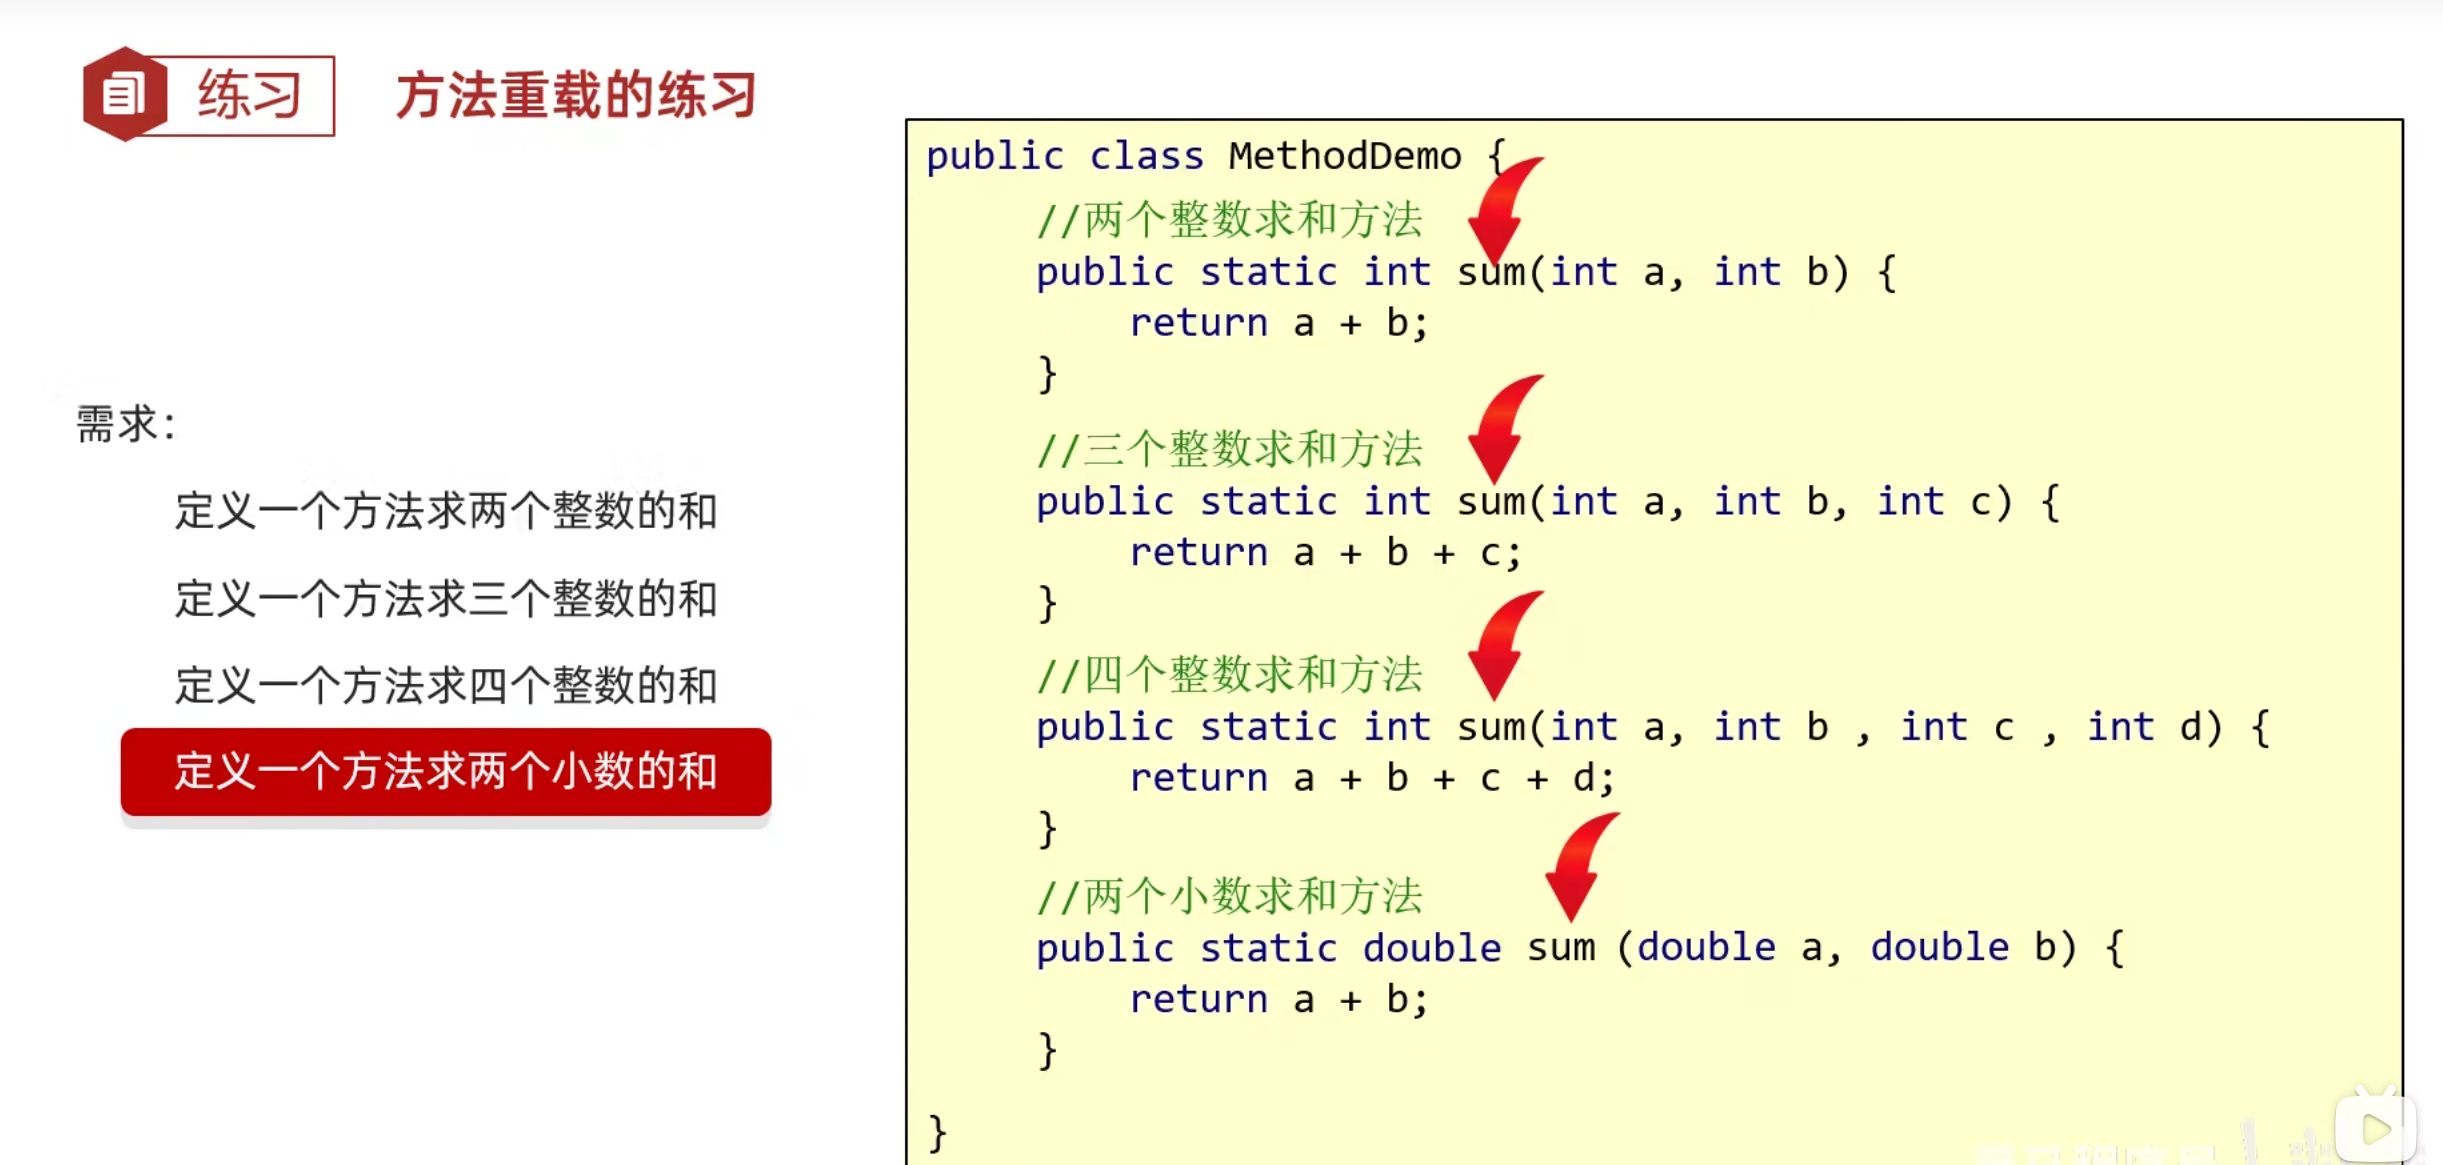 练习
方法重载的练习
需求：
定义一个方法求两个整数的和
定义一个方法求三个整数的和
定义一个方法求四个整数的和
定义一个方法求两个小数的和
public class MethodDemo {
//两个整数求和方法
public static int sum(int a, int b) {
return a + b;
}
//三个整数求和方法
public static int sum(int a, int b, int c) {
return a + b + c;
}
//四个整数求和方法
public static int sum(int a, int b , int c , int d) {
return a + b + c + d;
}
//两个小数求和方法
public static double sum (double a, double b) {
return a + b;
}
}